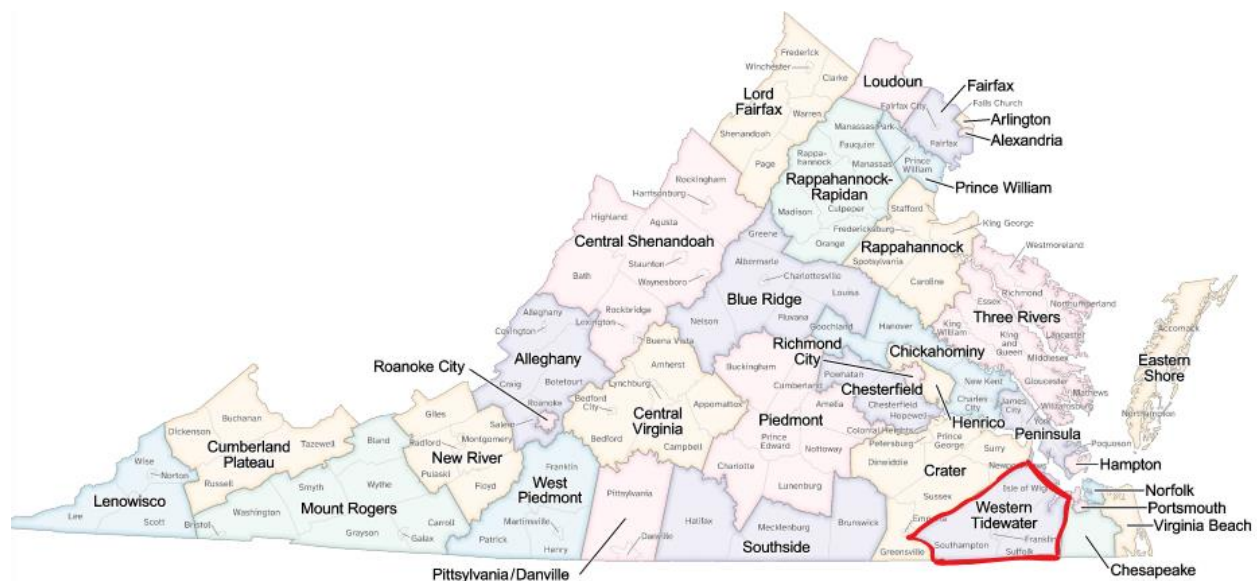 Frederick
Winchester
Clarke
Lord
Fairfax
Warren
Shenandoah
Page
Loudoun
Fairfax
Fairfax City
Falls Church
Arlington
Alexandria
Fairfax
Manassas Park
Fauquier
Rappa-
hannock
Manassas
Prince
William
Prince William
Rappahannock-
Rapidan
Madison
Culpeper
Orange
Stafford
King George
Fredericksburg
Rappahannock
Spotsylvania
Caroline
Rockingham
Harrisonburg
Highland
Agusta
Central Shenandoah
Staunton
Bath
Waynesboro
Rockbridge
Lexington
Buena Vista
Greene
Albermarle
Charlottesville
Blue Ridge
Louisa
Nelson
Fluvana
Westmoreland
Richmond
Essex
Northumberland
Three Rivers
King
William
King
and
Queen
Lancaster
Middlesex
Gloucester
Mathews
Accomack
Eastern
Shore
Northampton
Goochland
Hanover
Richmond
City
Chickahominy
New Kent
Charles
City
James
City
Williamsburg
York
Peninsula
Poquoson
Hampton
Powhatan
Chesterfield
Chesterfield
Hopewell
Henrico
Colonial Heights
Alleghany
Covington
Alleghany
Craig
Botetourt
Roanoke City
Roanoke
Salem
Amherst
Lynchburg
Bedford
City
Appomattox
Central
Virginia
Bedford
Campbell
Buckingham
Cumberland
Amelia
Piedmont
Prince
Edward
Nottoway
Charlotte
Lunenburg
Petersburg
Prince
George
Surry
Dinwiddie
Crater
Sussex
Emporia
Greensville
Isle of Wight
Western
Tidewater
Franklin
Southampton
Suffolk
Norfolk
Portsmouth
Virginia Beach
Chesapeake
Buchanan
Dickenson
Tazewell
Cumberland
Plateau
Russell
Giles
Radford
Montgomery
New River
Pulaski
Floyd
Wise
Norton
Lenowisco
Lee
Scott
Bristol
Bland
Smyth
Wythe
Washington
Mount Rogers
Grayson
Carroll
Galax
Franklin
West
Piedmont
Martinsville
Patrick
Henry
Pittsylvania
Danville
Pittsylvania/Danville
Halifax
Mecklenburg
Brunswick
Southside